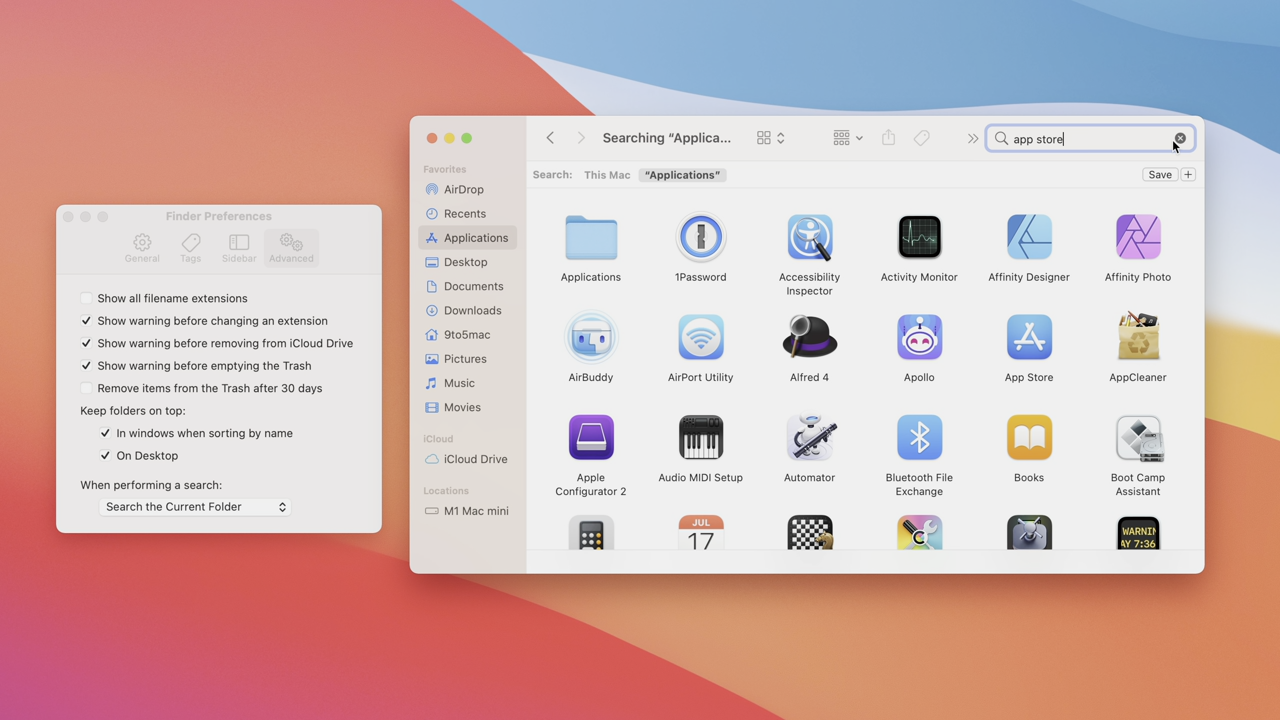 Finder Preferences
General Tags Sidebar Advanced
Show all filename extensions
Show warning before changing an extension
Show warning before removing from iCloud Drive
Show warning before emptying the Trash
Remove items from the Trash after 30 days
Keep folders on top:
In windows when sorting by name
On Desktop
When performing a search:
Search the Current Folder
Favorites
AirDrop
Recents
Applications
Desktop
Documents
Downloads
9to5mac
Pictures
Music
Movies
iCloud
iCloud Drive
Locations
M1 Mac mini
Searching “Applica...
app store
Search: This Mac “Applications” Save +
Applications
1Password
Accessibility
Inspector
Activity Monitor
Affinity Designer
Affinity Photo
AirBuddy
AirPort Utility
Alfred 4
Apollo
App Store
AppCleaner
Apple
Configurator 2
Audio MIDI Setup
Automator
Bluetooth File
Exchange
Books
Boot Camp
Assistant
JUL
17
WARNIN
AY 7:36